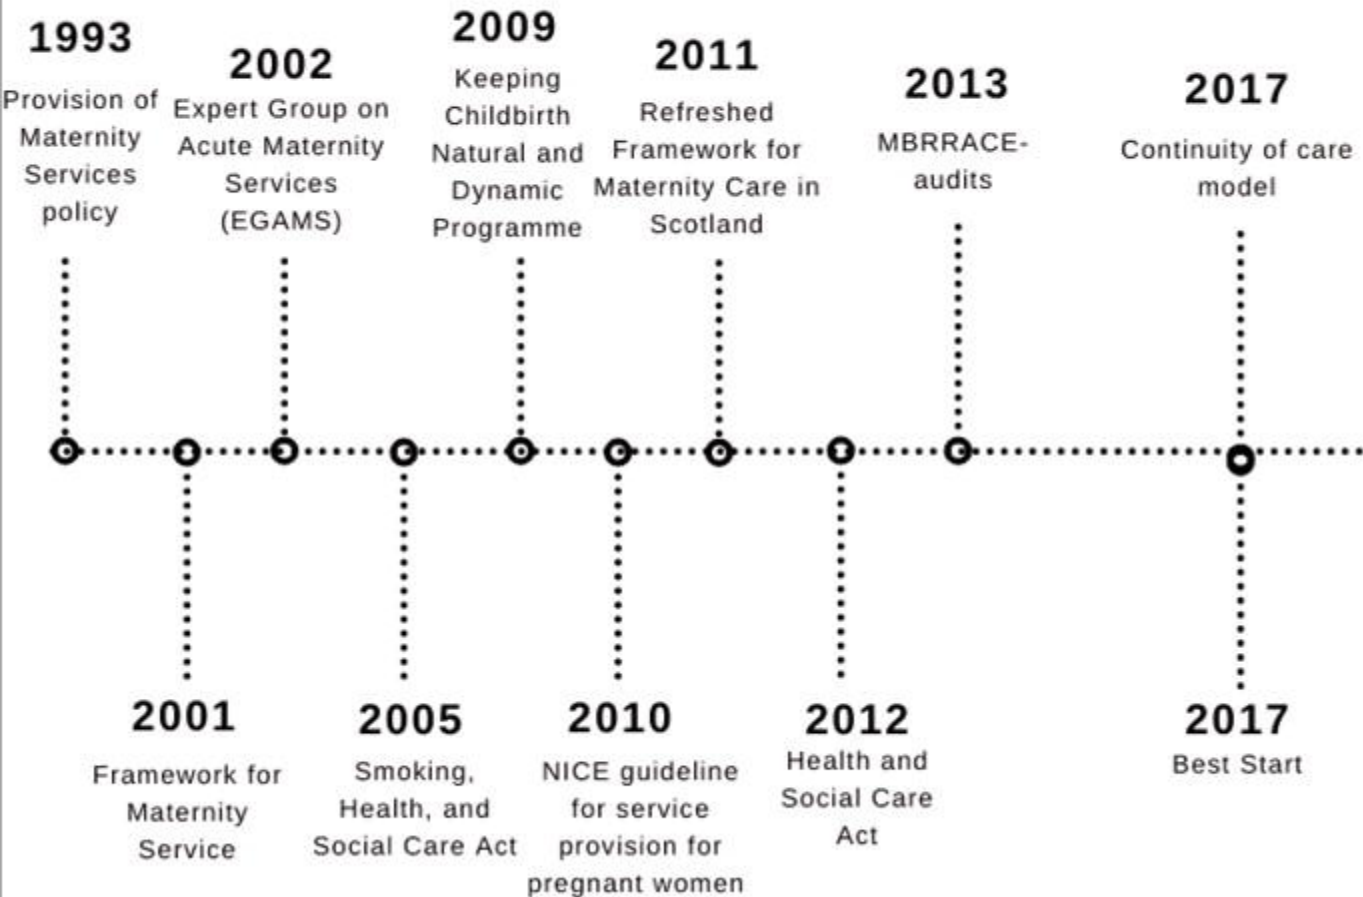 1993
Provision of
Maternity
Services
policy
2002
Expert Group on
Acute Maternity
Services
(EGAMS)
2009
Keeping
Childbirth
Natural and
Dynamic
Programme
2011
Refreshed
Framework for
Maternity Care in
Scotland
2013
MBRRACE-
audits
2017
Continuity of care
model
2001
Framework for
Maternity
Service
2005
Smoking,
Health, and
Social Care Act
2010
NICE guideline
for service
provision for
pregnant women
2012
Health and
Social Care
Act
2017
Best Start